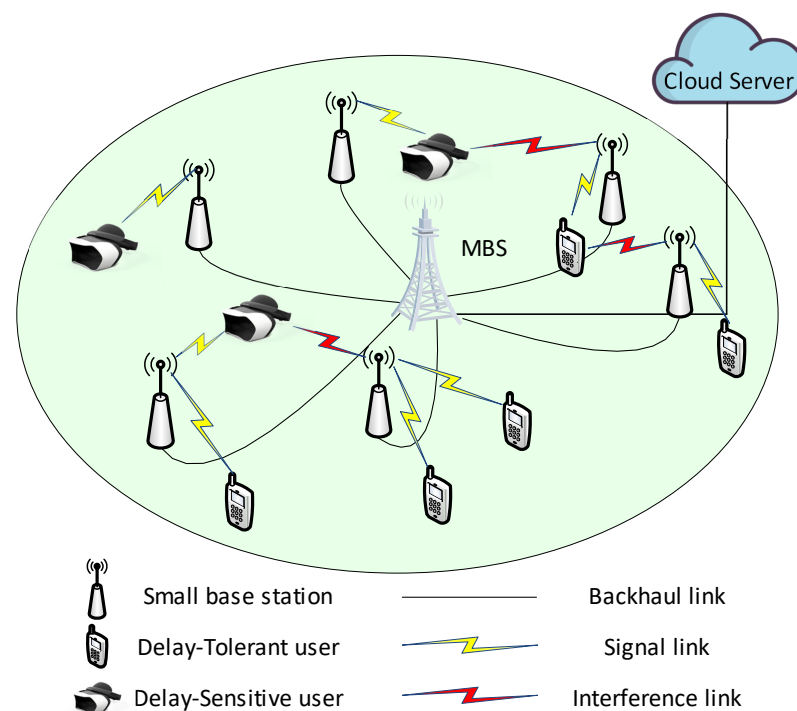 Cloud Server
MBS
Small base station
Backhaul link
Delay-Tolerant user
Signal link
Delay-Sensitive user
Interference link